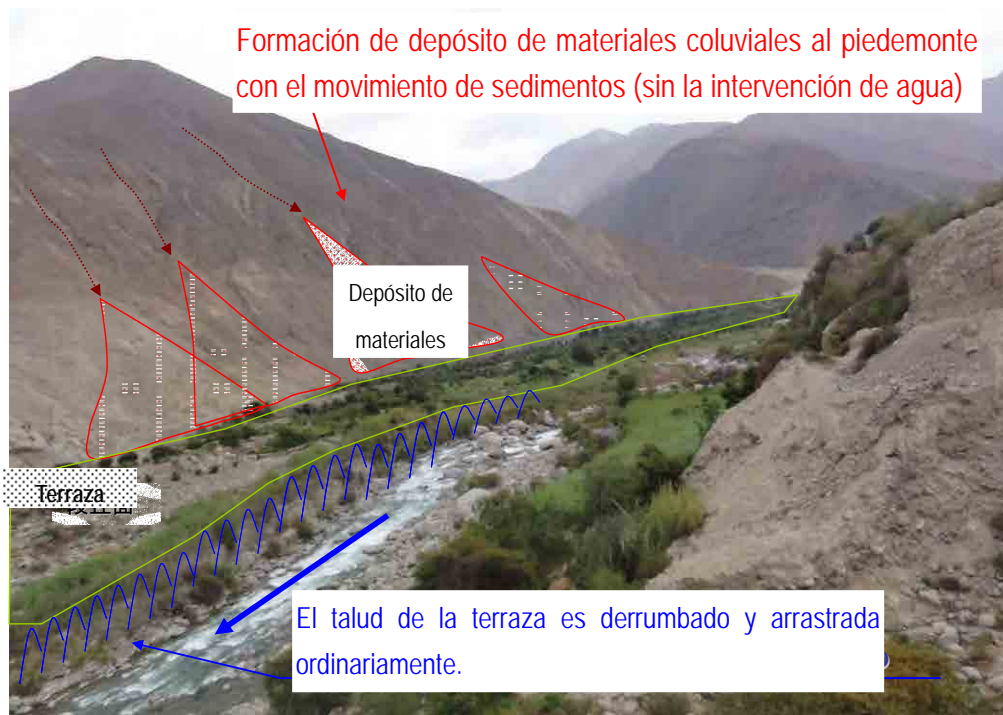 Formación de depósito de materiales coluviales al piedemonte
con el movimiento de sedimentos (sin la intervención de agua)
Depósito de
materiales
Terraza
El talud de la terraza es derrumbado y arrastrada
ordinariamente.